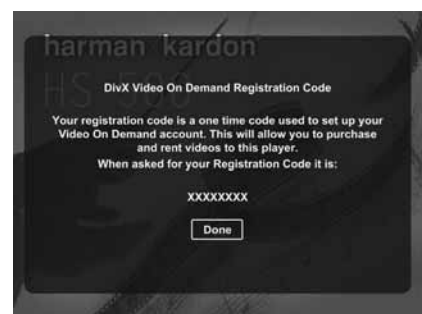 harman kardon
HS 500
DivX Video On Demand Registration Code
Your registration code is a one time code used to set up your
Video On Demand account. This will allow you to purchase
and rent videos to this player.
When asked for your Registration Code it is:
XXXXXXXX
Done